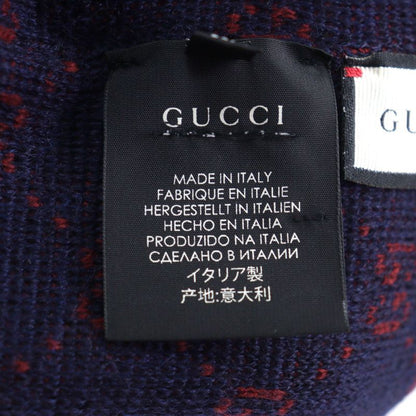 GUCCI
MADE IN ITALY
FABRIQUE EN ITALIE
HERGESTELLT IN ITALIEN
HECHO EN ITALIA
PRODUZIDO NA ITALIA
СДЕЛАНО В ИТАЛИИ
イタリア製
产地:意大利
GU